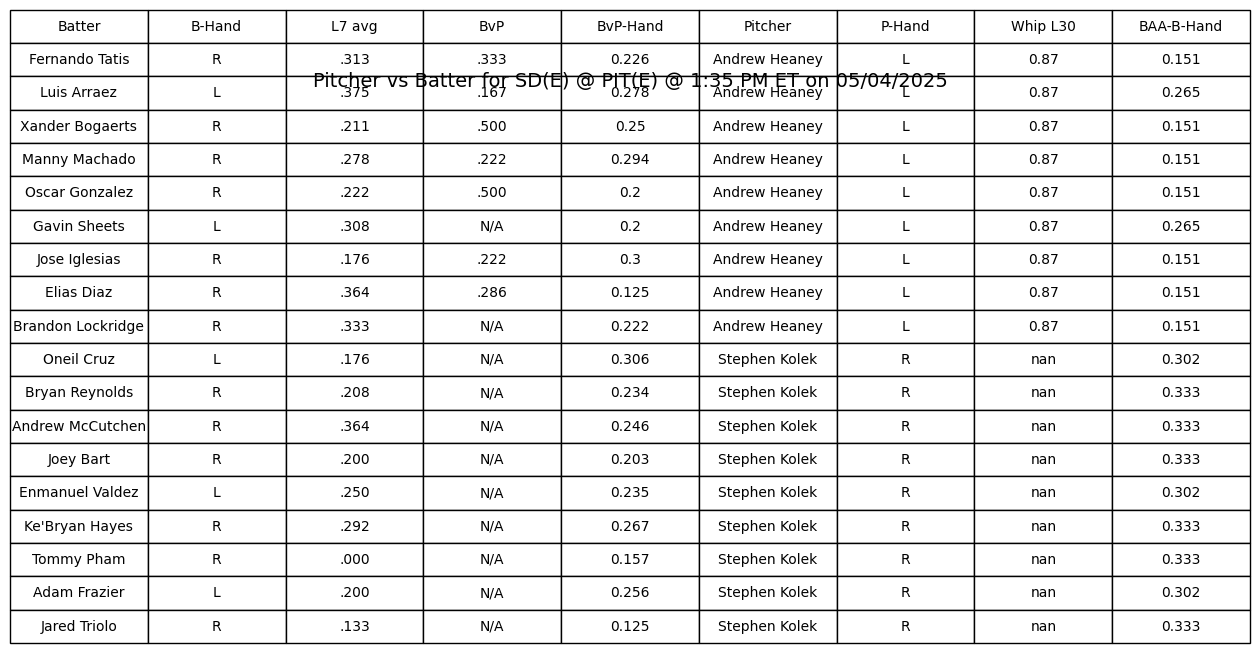 Batter B-Hand L7 avg BvP BvP-Hand Pitcher P-Hand Whip L30 BAA-B-Hand
Fernando Tatis R .313 .333 0.226 Andrew Heaney L 0.87 0.151
Pitcher vs Batter for SD(E) @ PIT(E) @ 1:35 PM ET on 05/04/2025
Luis Arraez L .375 .167 0.278 Andrew Heaney L 0.87 0.265
Xander Bogaerts R .211 .500 0.25 Andrew Heaney L 0.87 0.151
Manny Machado R .278 .222 0.294 Andrew Heaney L 0.87 0.151
Oscar Gonzalez R .222 .500 0.2 Andrew Heaney L 0.87 0.151
Gavin Sheets L .308 N/A 0.2 Andrew Heaney L 0.87 0.265
Jose Iglesias R .176 .222 0.3 Andrew Heaney L 0.87 0.151
Elias Diaz R .364 .286 0.125 Andrew Heaney L 0.87 0.151
Brandon Lockridge R .333 N/A 0.222 Andrew Heaney L 0.87 0.151
Oneil Cruz L .176 N/A 0.306 Stephen Kolek R nan 0.302
Bryan Reynolds R .208 N/A 0.234 Stephen Kolek R nan 0.333
Andrew McCutchen R .364 N/A 0.246 Stephen Kolek R nan 0.333
Joey Bart R .200 N/A 0.203 Stephen Kolek R nan 0.333
Enmanuel Valdez L .250 N/A 0.235 Stephen Kolek R nan 0.302
Ke'Bryan Hayes R .292 N/A 0.267 Stephen Kolek R nan 0.333
Tommy Pham R .000 N/A 0.157 Stephen Kolek R nan 0.333
Adam Frazier L .200 N/A 0.256 Stephen Kolek R nan 0.302
Jared Triolo R .133 N/A 0.125 Stephen Kolek R nan 0.333